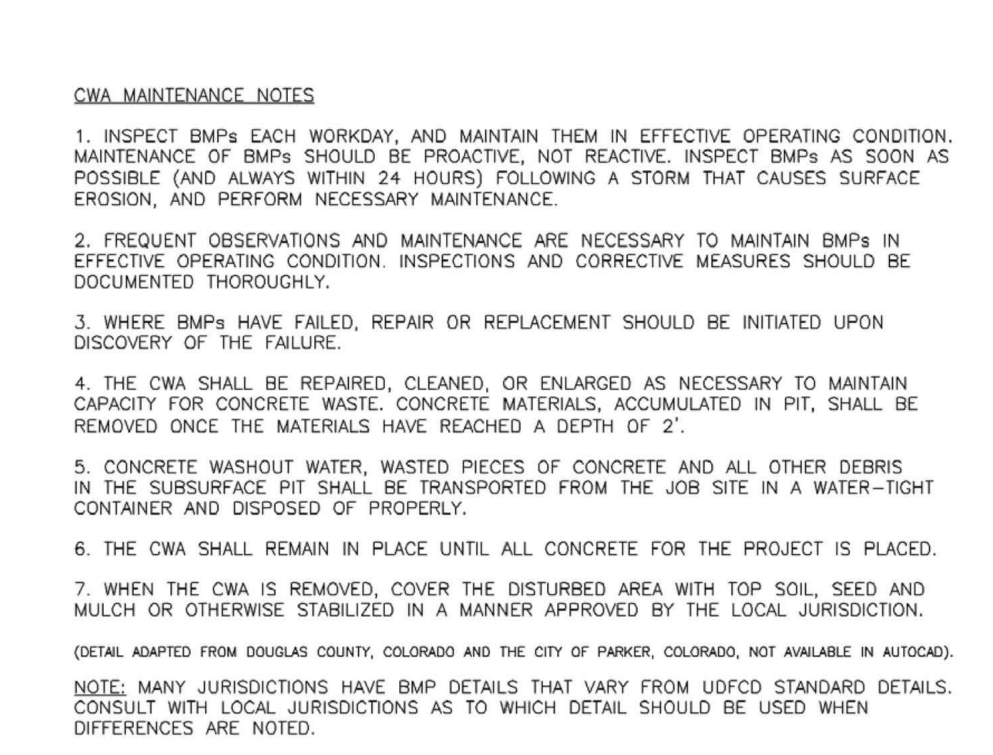 CWA MAINTENANCE NOTES
1. INSPECT BMPs EACH WORKDAY, AND MAINTAIN THEM IN EFFECTIVE OPERATING CONDITION.
MAINTENANCE OF BMPs SHOULD BE PROACTIVE, NOT REACTIVE. INSPECT BMPs AS SOON AS
POSSIBLE (AND ALWAYS WITHIN 24 HOURS) FOLLOWING A STORM THAT CAUSES SURFACE
EROSION, AND PERFORM NECESSARY MAINTENANCE.
2. FREQUENT OBSERVATIONS AND MAINTENANCE ARE NECESSARY TO MAINTAIN BMPs IN
EFFECTIVE OPERATING CONDITION. INSPECTIONS AND CORRECTIVE MEASURES SHOULD BE
DOCUMENTED THOROUGHLY.
3. WHERE BMPs HAVE FAILED, REPAIR OR REPLACEMENT SHOULD BE INITIATED UPON
DISCOVERY OF THE FAILURE.
4. THE CWA SHALL BE REPAIRED, CLEANED, OR ENLARGED AS NECESSARY TO MAINTAIN
CAPACITY FOR CONCRETE WASTE. CONCRETE MATERIALS, ACCUMULATED IN PIT, SHALL BE
REMOVED ONCE THE MATERIALS HAVE REACHED A DEPTH OF 2'.
5. CONCRETE WASHOUT WATER, WASTED PIECES OF CONCRETE AND ALL OTHER DEBRIS
IN THE SUBSURFACE PIT SHALL BE TRANSPORTED FROM THE JOB SITE IN A WATER-TIGHT
CONTAINER AND DISPOSED OF PROPERLY.
6. THE CWA SHALL REMAIN IN PLACE UNTIL ALL CONCRETE FOR THE PROJECT IS PLACED.
7. WHEN THE CWA IS REMOVED, COVER THE DISTURBED AREA WITH TOP SOIL, SEED AND
MULCH OR OTHERWISE STABILIZED IN A MANNER APPROVED BY THE LOCAL JURISDICTION.
(DETAIL ADAPTED FROM DOUGLAS COUNTY, COLORADO AND THE CITY OF PARKER, COLORADO, NOT AVAILABLE IN AUTOCAD).
NOTE: MANY JURISDICTIONS HAVE BMP DETAILS THAT VARY FROM UDFCD STANDARD DETAILS.
CONSULT WITH LOCAL JURISDICTIONS AS TO WHICH DETAIL SHOULD BE USED WHEN
DIFFERENCES ARE NOTED.